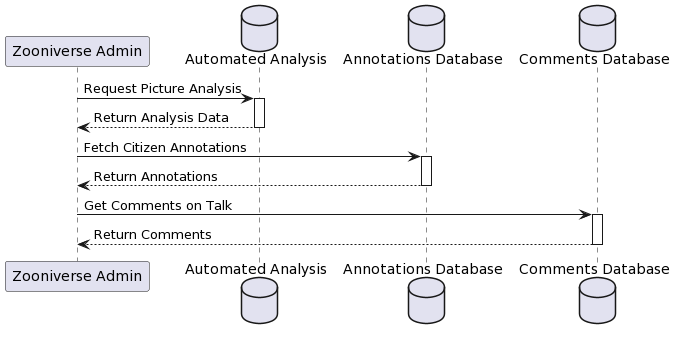 Zooniverse Admin
Automated Analysis
Annotations Database
Comments Database
Request Picture Analysis
Return Analysis Data
Fetch Citizen Annotations
Return Annotations
Get Comments on Talk
Return Comments
Zooniverse Admin
Automated Analysis
Annotations Database
Comments Database